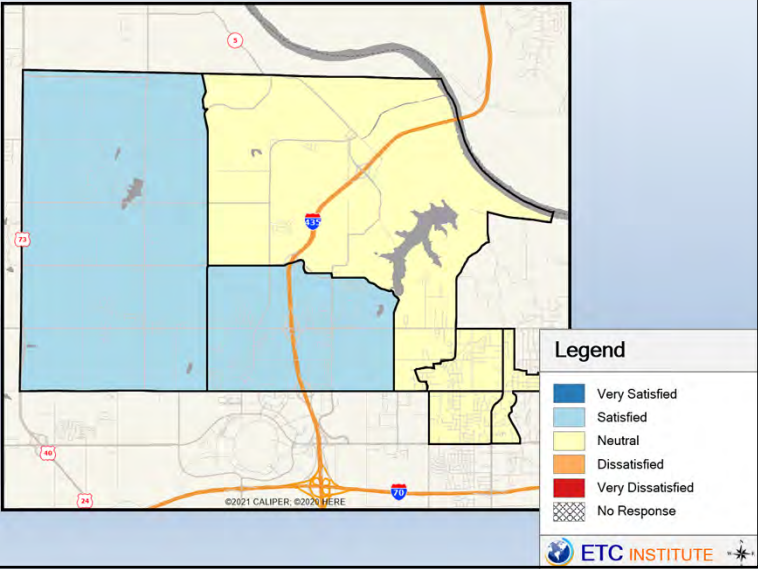 5
435
73
Legend
Very Satisfied
Satisfied
Neutral
Dissatisfied
Very Dissatisfied
No Response
40
24
70
©2021 CALIPER; ©2020 HERE
ETC INSTITUTE